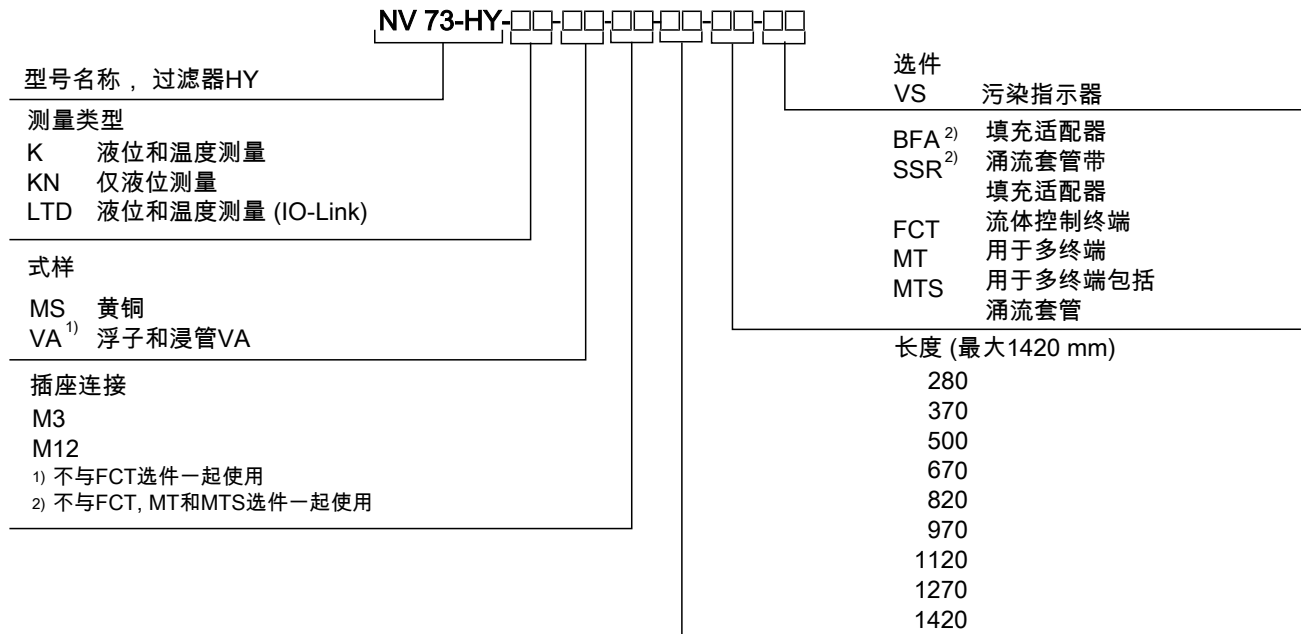 NV 73-HY-□□-□□-□□-□□-□□-□□
型号名称，过滤器HY
测量类型
K 液位和温度测量
KN 仅液位测量
LTD 液位和温度测量 (IO-Link)
式样
MS 黄铜
VA 1) 浮子和浸管VA
插座连接
M3
M12
1) 不与FCT选件一起使用
2) 不与FCT, MT和MTS选件一起使用
选件
VS 污染指示器
BFA 2) 填充适配器
SSR 2) 涌流套管带
填充适配器
FCT 流体控制终端
MT 用于多终端
MTS 用于多终端包括
涌流套管
长度 (最大1420 mm)
280
370
500
670
820
970
1120
1270
1420